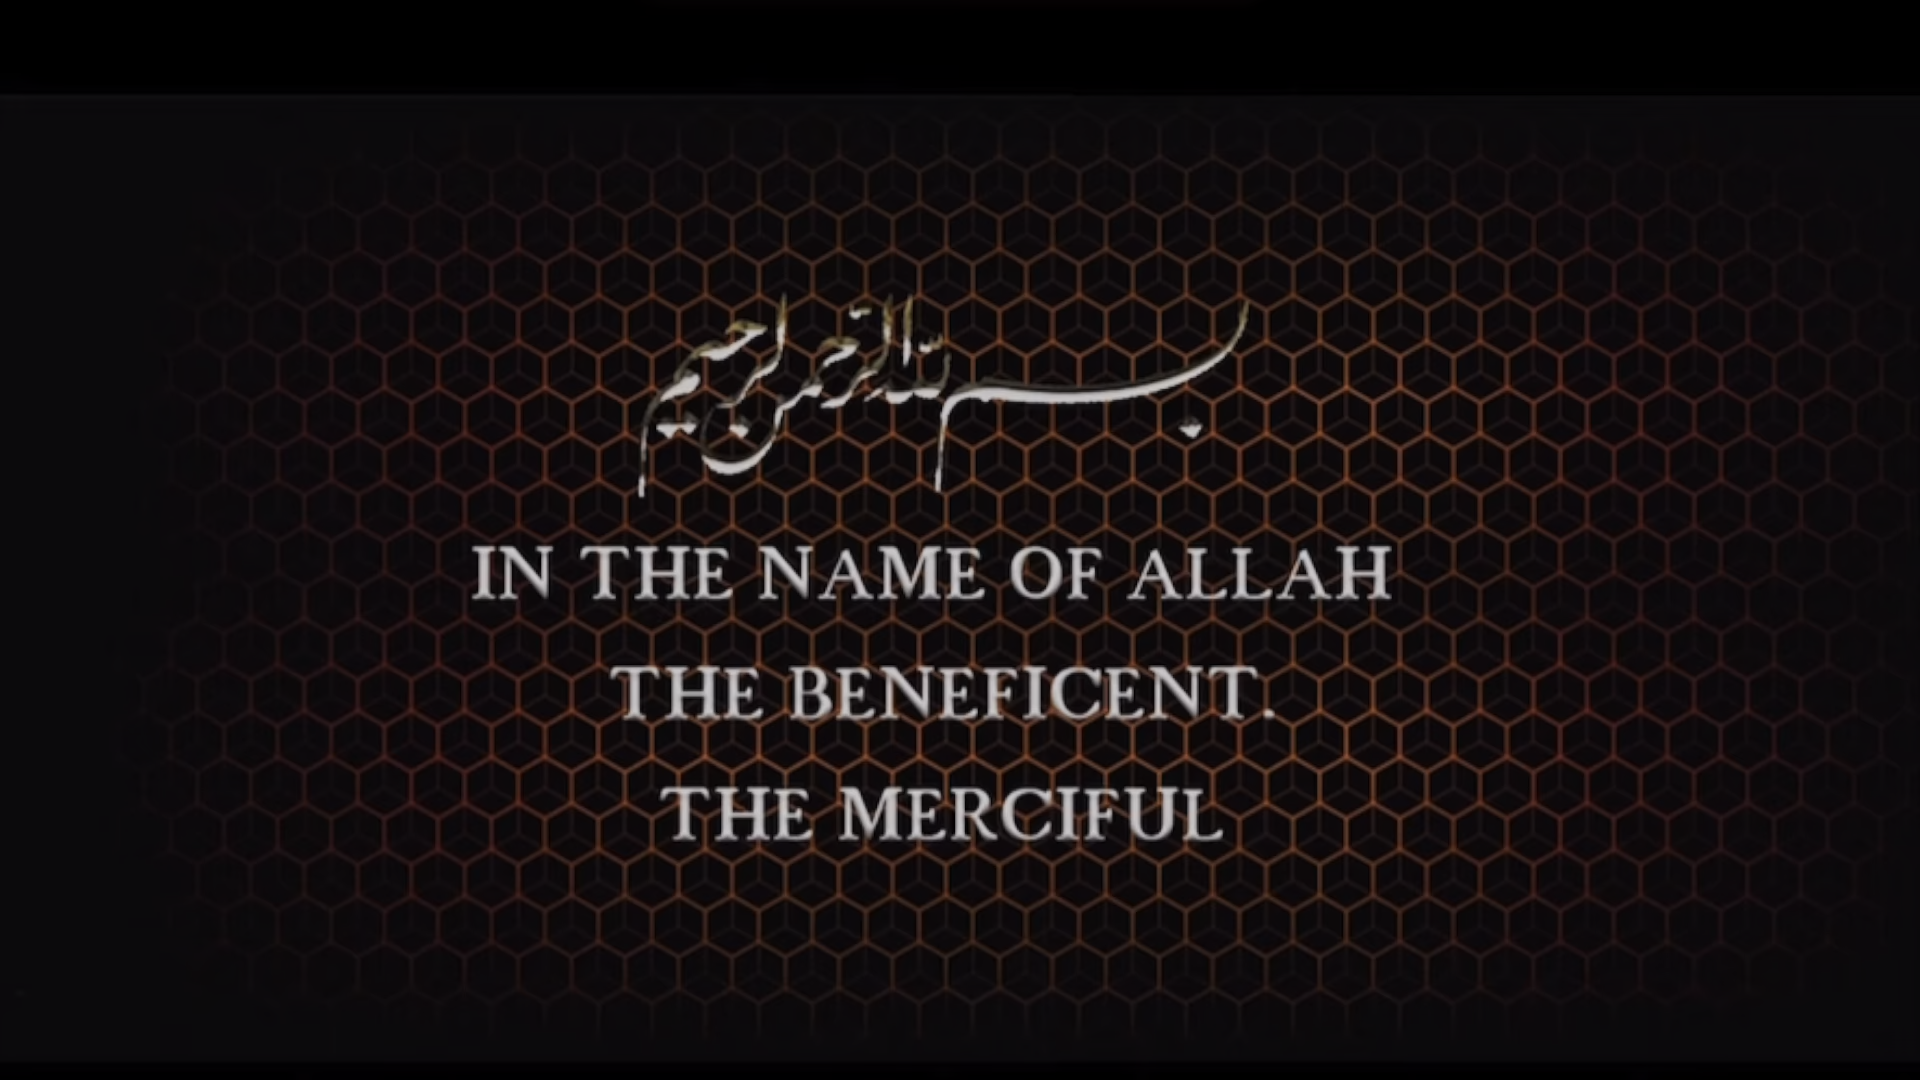 بسم الله الرحمن الرحيم
IN THE NAME OF ALLAH
THE BENEFICENT.
THE MERCIFUL